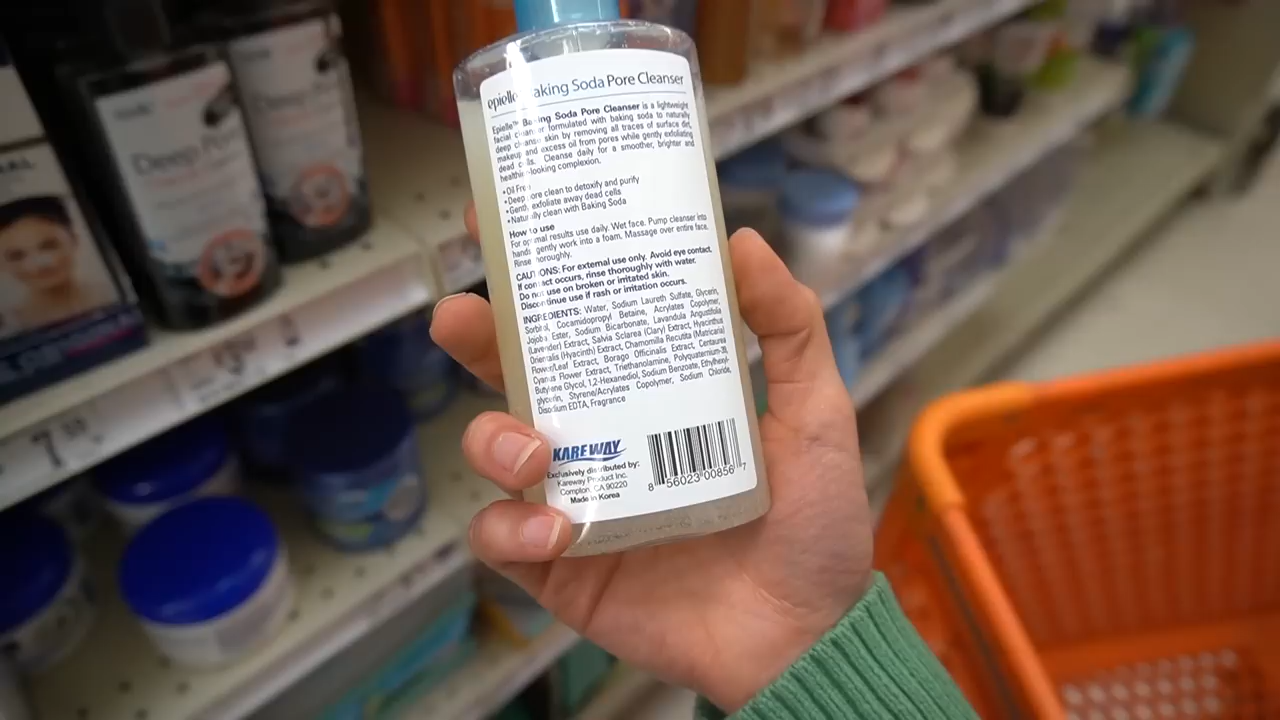 epielle Baking Soda Pore Cleanser
Epielle™ Baking Soda Pore Cleanser is a lightweight
facial cleanser formulated with baking soda to naturally
deep cleanse skin by removing all traces of surface dirt,
makeup and excess oil from pores while gently exfoliating
dead cells. Cleanse daily for a smoother, brighter and
healthier-looking complexion.
•Oil Free
•Deep pore clean to detoxify and purify
•Gently exfoliate away dead cells
•Naturally clean with Baking Soda
How to use
For optimal results use daily. Wet face. Pump cleanser into
hands gently work into a foam. Massage over entire face.
Rinse thoroughly.
CAUTIONS: For external use only. Avoid eye contact.
If contact occurs, rinse thoroughly with water.
Do not use on broken or irritated skin.
Discontinue use if rash or irritation occurs.
INGREDIENTS: Water, Sodium Laureth Sulfate, Glycerin,
Sorbitol, Cocamidopropyl Betaine, Acrylates Copolymer,
Jojoba Ester, Sodium Bicarbonate, Lavandula Angustifolia
(Lavender) Extract, Salvia Sclarea (Clary) Extract, Hyacinthus
Orientalis (Hyacinth) Extract, Chamomilla Recutita (Matricaria)
Flower/Leaf Extract, Borago Officinalis Extract, Centaurea
Cyanus Flower Extract, Triethanolamine, Polyquaternium-39,
Butylene Glycol, 1,2-Hexanediol, Sodium Benzoate, Ethylhexyl-
glycerin, Styrene/Acrylates Copolymer, Sodium Chloride,
Disodium EDTA, Fragrance
KAREWAY
Exclusively distributed by:
Kareway Product Inc.
Compton, CA 90220
Made in Korea
8 56023 00856 7
Deep Pore
Deep Pore
7